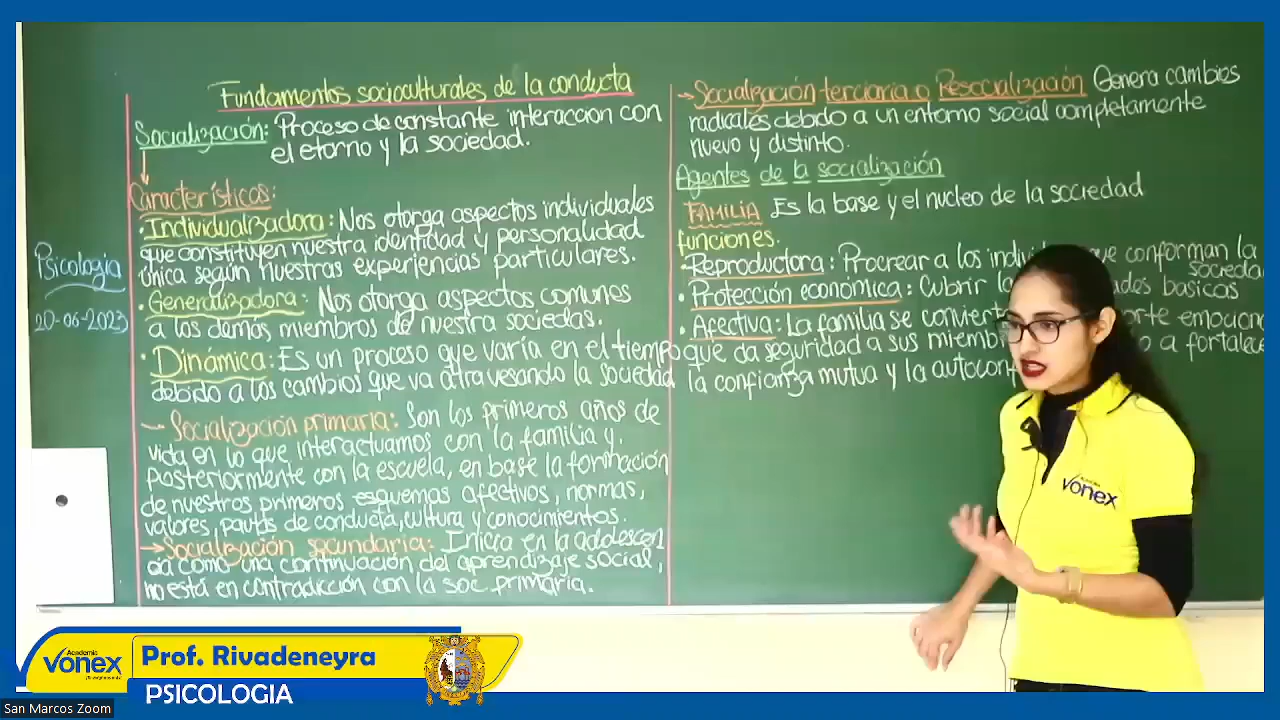 Psicología
20-06-2023
Fundamentos socioculturales de la conducta
Socialización: Proceso de constante interacción con
el etorno y la sociedad.
Características:
• Individualizadora: Nos otorga aspectos individuales
que constituyen nuestra identidad y personalidad
única según nuestras experiencias particulares.
• Generalizadora: Nos otorga aspectos comunes
a los demás miembros de nuestra sociedas.
• Dinámica: Es un proceso que varía en el tiempo
debido a los cambios que va atravesando la sociedad
→ Socialización primaria: Son los primeros años de
vida en lo que interactuamos con la familia y
posteriormente con la escuela, en base la formación
de nuestros primeros esquemas afectivos, normas,
valores, pautas de conducta, cultura y conocimientos.
→ Socialización secundaria: Inicia en la adolescen
cia como una continuación del aprendizaje social,
no está en contradicción con la soc. primaria.
→ Socialización terciaria o Resocialización Genera cambios
radicales debido a un entorno social completamente
nuevo y distinto.
Agentes de la socialización
FAMILIA Es la base y el nucleo de la sociedad
funciones.
• Reproductora: Procrear a los que conforman la
• Protección económica: Cubrir basicas
• Afectiva: La familia se
que da seguridad a sus a
la confianza mutua y la
vonex
Academia
vonex
Prof. Rivadeneyra
PSICOLOGIA
San Marcos Zoom